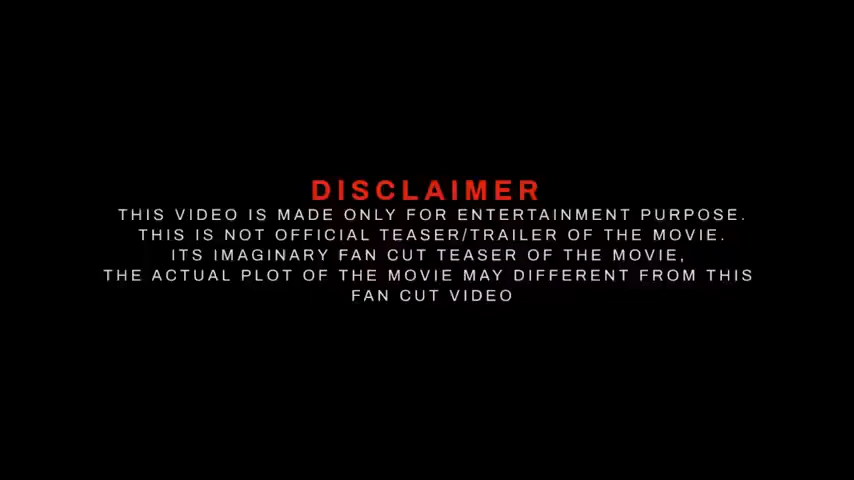 DISCLAIMER
THIS VIDEO IS MADE ONLY FOR ENTERTAINMENT PURPOSE.
THIS IS NOT OFFICIAL TEASER/TRAILER OF THE MOVIE.
ITS IMAGINARY FAN CUT TEASER OF THE MOVIE,
THE ACTUAL PLOT OF THE MOVIE MAY DIFFERENT FROM THIS
FAN CUT VIDEO